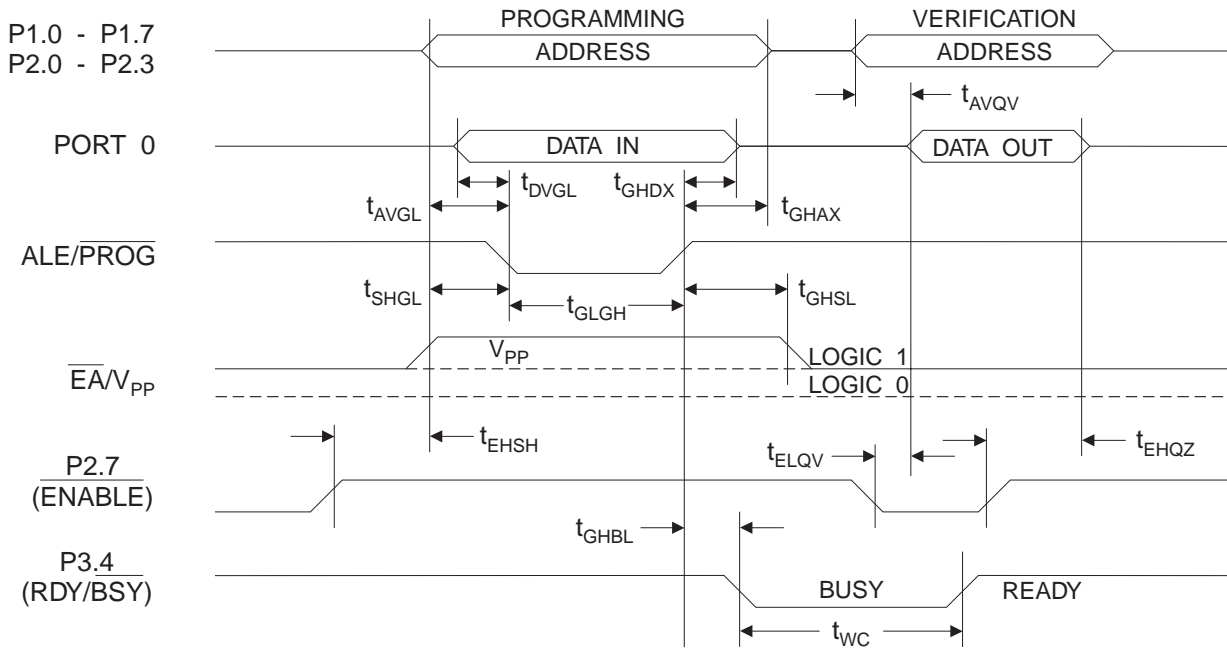 PROGRAMMING
VERIFICATION
P1.0 - P1.7
P2.0 - P2.3
ADDRESS
ADDRESS
tAVQV
PORT 0
DATA IN
DATA OUT
tDVGL
tGHDX
tAVGL
tGHAX
ALE/PROG
tSHGL
tGLGH
tGHSL
VPP
LOGIC 1
EA/VPP
LOGIC 0
tEHSH
tELQV
tEHQZ
P2.7
(ENABLE)
tGHBL
P3.4
(RDY/BSY)
BUSY
READY
tWC